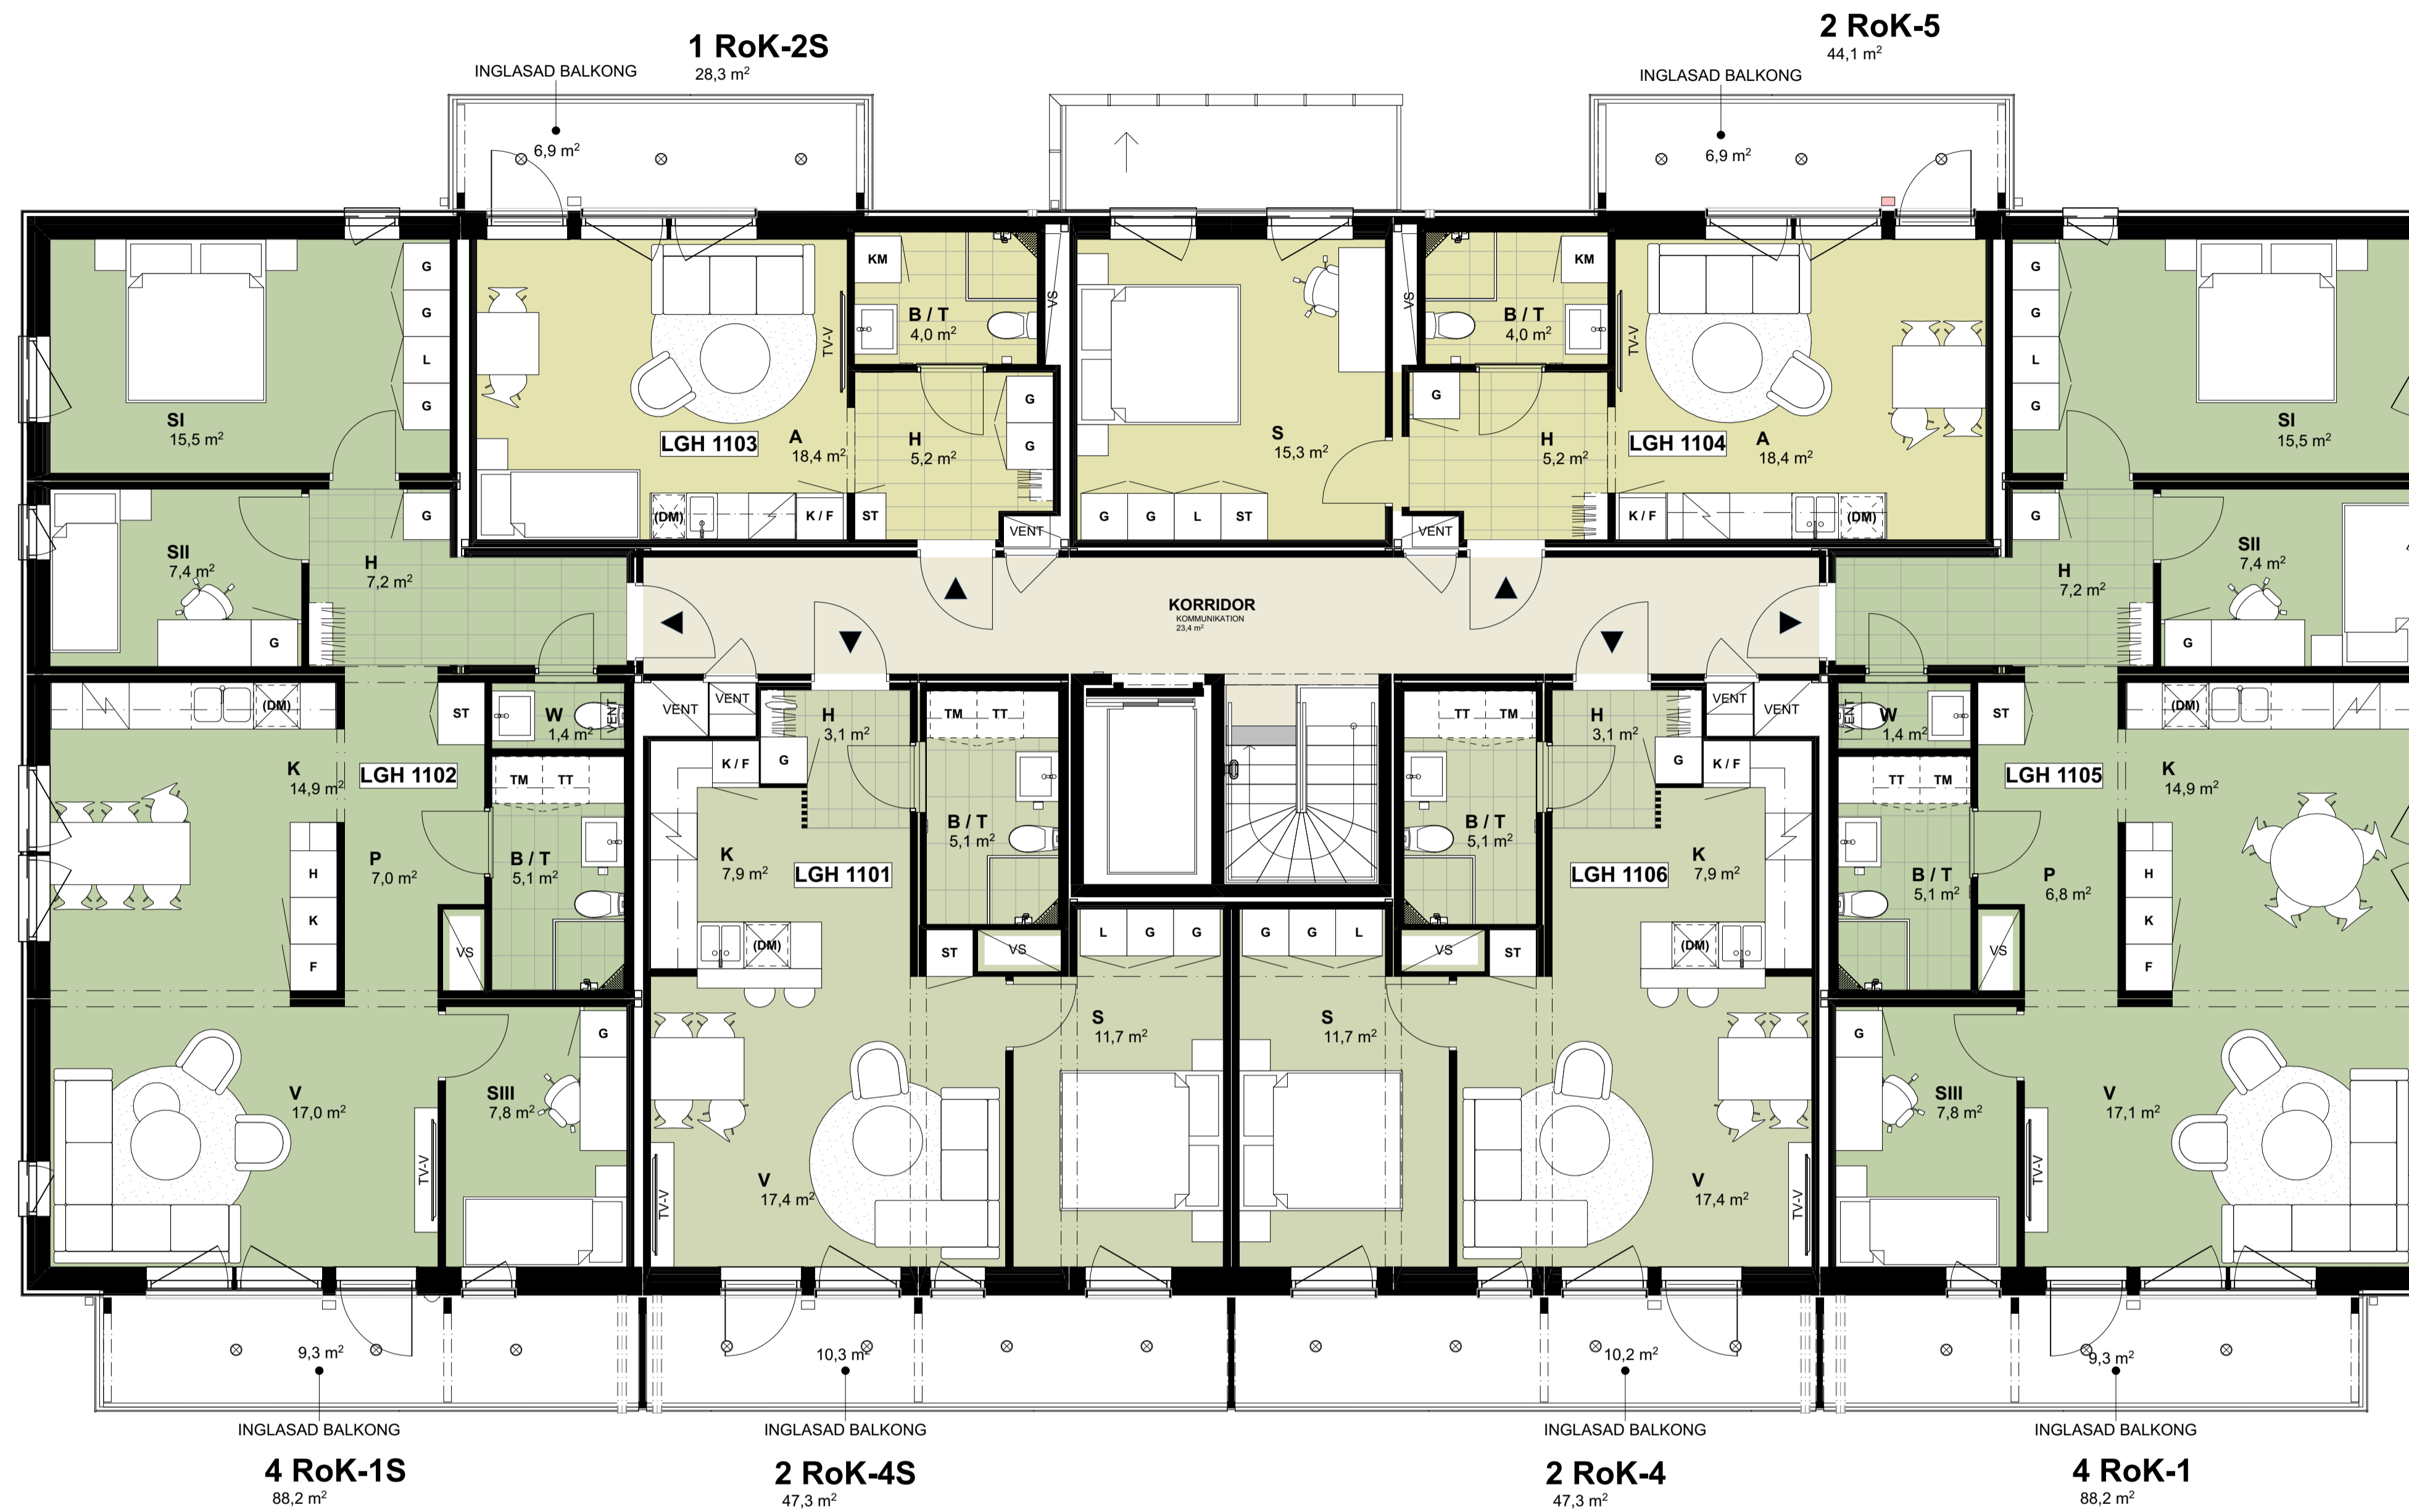 1 RoK-2S
28,3 m²
INGLASAD BALKONG
6,9 m²
2 RoK-5
44,1 m²
INGLASAD BALKONG
6,9 m²
G
G
L
G
SI
15,5 m²
LGH 1103
A
18,4 m²
TV-V
(DM)
K / F
KM
B / T
4,0 m²
VS
H
5,2 m²
G
G
ST
VENT
S
15,3 m²
G
G
L
ST
VS
KM
B / T
4,0 m²
G
H
5,2 m²
VENT
TV-V
LGH 1104
A
18,4 m²
K / F
(DM)
G
G
L
G
SI
15,5 m²
SII
7,4 m²
G
H
7,2 m²
G
KORRIDOR
KOMMUNIKATION
23,4 m²
G
H
7,2 m²
SII
7,4 m²
G
(DM)
K
14,9 m²
LGH 1102
ST
W
1,4 m²
VENT
TM
TT
B / T
5,1 m²
P
7,0 m²
H
K
F
VS
V
17,0 m²
TV-V
SIII
7,8 m²
G
VENT
VENT
K / F
G
H
3,1 m²
TM
TT
B / T
5,1 m²
K
7,9 m²
LGH 1101
(DM)
ST
VS
L
G
G
S
11,7 m²
V
17,4 m²
TV-V
TT
TM
B / T
5,1 m²
H
3,1 m²
G
K / F
VENT
VENT
LGH 1106
K
7,9 m²
(DM)
G
G
L
VS
ST
S
11,7 m²
V
17,4 m²
TV-V
VENT
W
1,4 m²
ST
TT
TM
B / T
5,1 m²
LGH 1105
(DM)
K
14,9 m²
P
6,8 m²
H
K
F
VS
G
SIII
7,8 m²
TV-V
V
17,1 m²
9,3 m²
INGLASAD BALKONG
4 RoK-1S
88,2 m²
10,3 m²
INGLASAD BALKONG
2 RoK-4S
47,3 m²
10,2 m²
INGLASAD BALKONG
2 RoK-4
47,3 m²
9,3 m²
INGLASAD BALKONG
4 RoK-1
88,2 m²